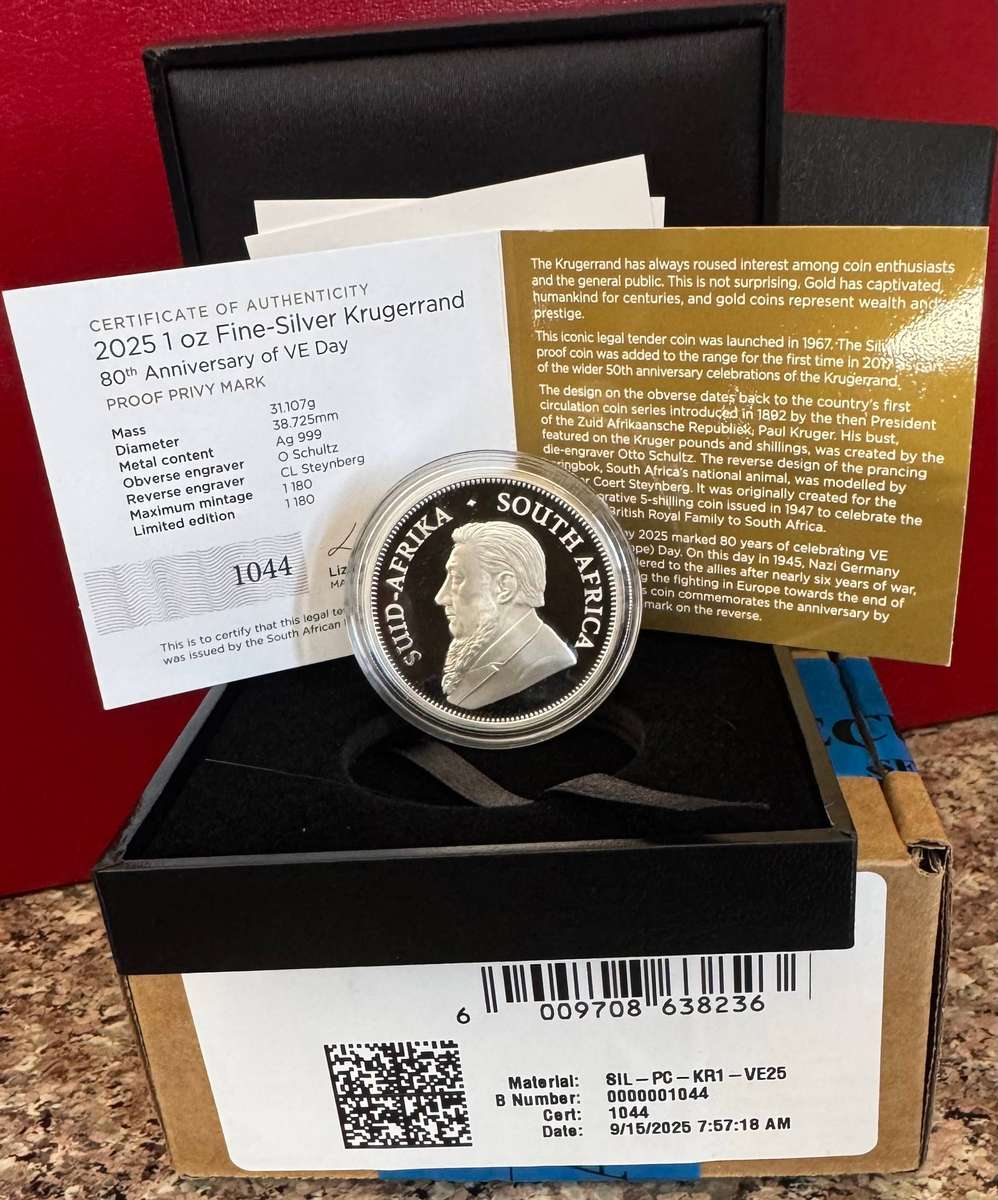 CERTIFICATE OF AUTHENTICITY
2025 1 oz Fine-Silver Krugerrand
80th Anniversary of VE Day
PROOF PRIVY MARK
Mass 31.107g
Diameter 38.725mm
Metal content Ag 999
Obverse engraver O Schultz
Reverse engraver CL Steynberg
Maximum mintage 1 180
Limited edition 1 180
1044
Liz
This is to certify that this legal
was issued by the South African
The Krugerrand has always roused interest among coin enthusiasts
and the general public. This is not surprising. Gold has captivated
humankind for centuries, and gold coins represent wealth and
prestige.
This iconic legal tender coin was launched in 1967. The
proof coin was added to the range for the first time in 2017 as part
of the wider 50th anniversary celebrations of the Krugerrand.
The design on the obverse dates back to the country's first
circulation coin series introduced in 1892 by the then President
of the Zuid Afrikaansche Republiek, Paul Kruger. His bust,
featured on the Kruger pounds and shillings, was created by the
die-engraver Otto Schultz. The reverse design of the prancing
South Africa's national animal, was modelled by
Coert Steynberg. It was originally created for the
5-shilling coin issued in 1947 to celebrate the
British Royal Family to South Africa.
2025 marked 80 years of celebrating VE
Day. On this day in 1945, Nazi Germany
to the allies after nearly six years of war,
the fighting in Europe towards the end of
coin commemorates the anniversary by
mark on the reverse.
SUID-AFRIKA · SOUTH AFRICA
6 009708 638236
Material: SIL-PC-KR1-VE25
B Number: 0000001044
Cert: 1044
Date: 9/15/2025 7:57:18 AM